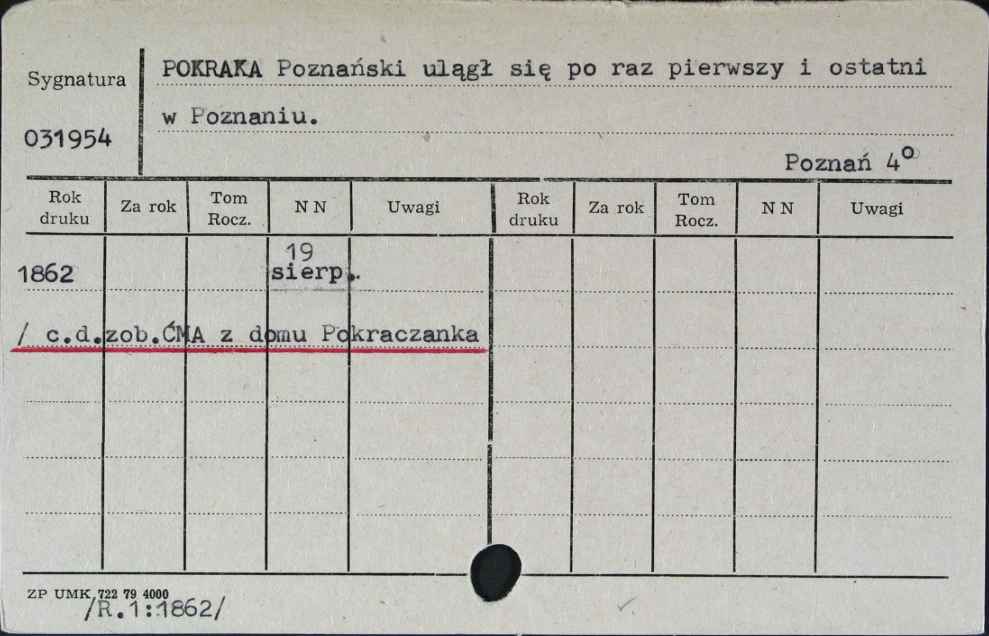 Sygnatura
031954
POKRAKA Poznański ulągł się po raz pierwszy i ostatni
w Poznaniu.
Poznań 4º
Rok druku Za rok Tom Rocz. N N Uwagi Rok druku Za rok Tom Rocz. N N Uwagi
19
1862 sierp.
/ c.d.zob.ĆMA z domu Pokraczanka
ZP UMK 722 79 4000
/R.1:1862/